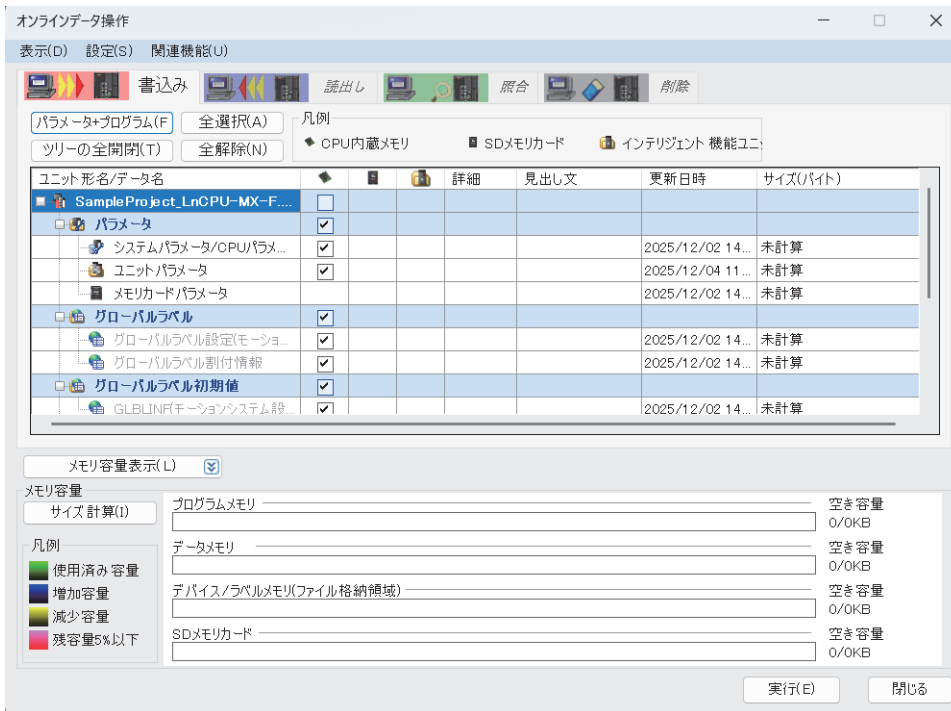 オンラインデータ操作
表示(D) 設定(S) 関連機能(U)
書込み 読出し 照合 削除
パラメータ+プログラム(F 全選択(A) 凡例
ツリーの全開閉(T) 全解除(N) CPU内蔵メモリ SDメモリカード インテリジェント機能ユニ
ユニット形名/データ名 詳細 見出し文 更新日時 サイズ(バイト)
SampleProject_LnCPU-MX-F....
パラメータ
システムパラメータ/CPUパラメ... 2025/12/02 14... 未計算
ユニットパラメータ 2025/12/04 11... 未計算
メモリカードパラメータ 2025/12/02 14... 未計算
グローバルラベル
グローバルラベル設定(モーショ... 2025/12/02 14... 未計算
グローバルラベル割付情報 2025/12/02 14... 未計算
グローバルラベル初期値
GLBLINF(モーションシステム設... 2025/12/02 14... 未計算
メモリ容量表示(L)
メモリ容量
サイズ計算(I)
プログラムメモリ 空き容量
0/0KB
凡例
データメモリ 空き容量
使用済み容量 0/0KB
増加容量 デバイス/ラベルメモリ(ファイル格納領域) 空き容量
減少容量 0/0KB
残容量5%以下 SDメモリカード 空き容量
0/0KB
実行(E) 閉じる